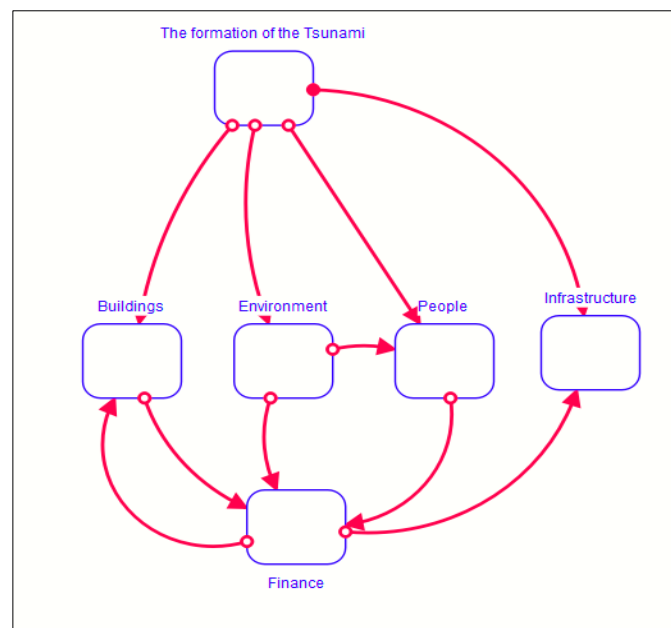 The formation of the Tsunami
Buildings
Environment
People
Infrastructure
Finance